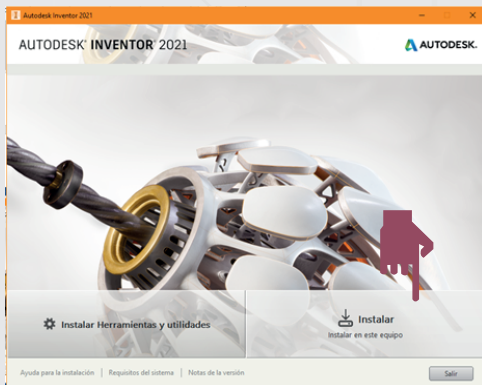 Autodesk Inventor 2021
AUTODESK® INVENTOR® 2021
AUTODESK.
Instalar Herramientas y utilidades
Instalar
Instalar en este equipo
Ayuda para la instalación | Requisitos del sistema | Notas de la versión
Salir